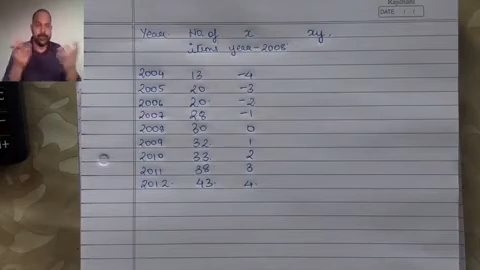 Rajdhani
DATE / /
Year No. of x xy.
items year-2008
2004 13 -4
2005 20 -3
2006 20. -2
2007 28 -1
2008 30 0
2009 32 1
2010 33 2
2011 38 3
2012. 43. 4.